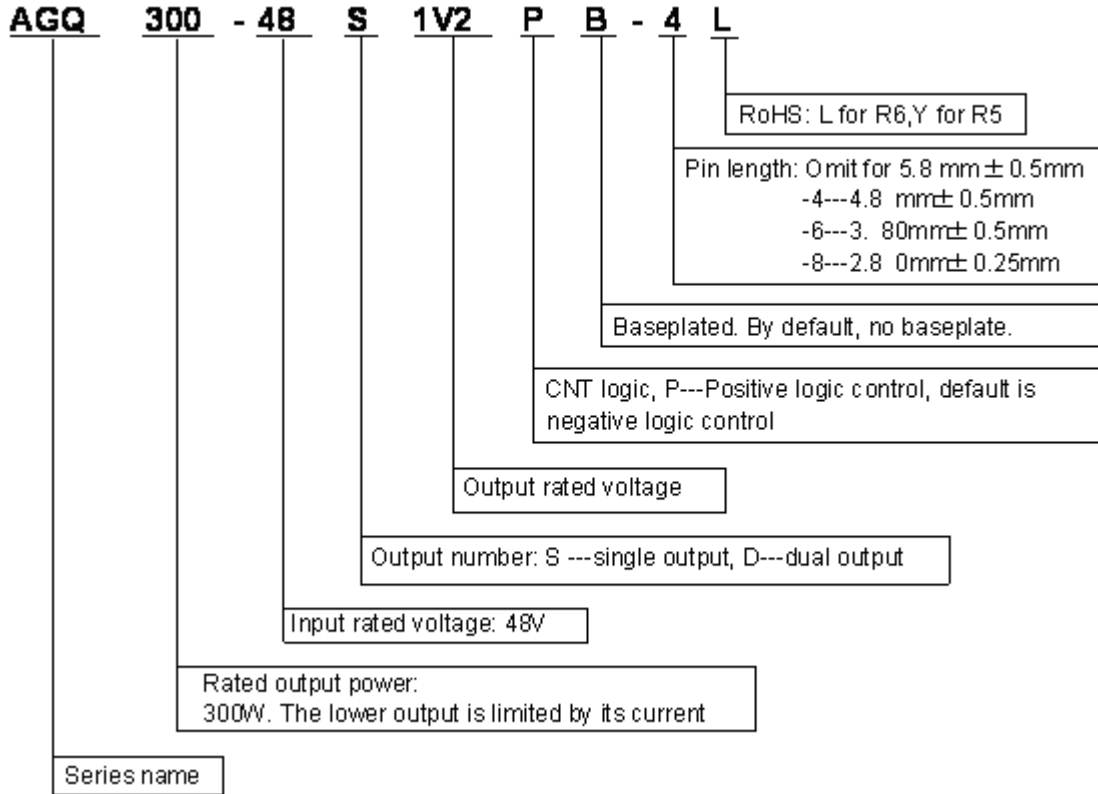 AGQ 300 - 48 S 1V2 P B - 4 L
RoHS: L for R6,Y for R5
Pin length: Omit for 5.8 mm± 0.5mm
-4---4.8 mm± 0.5mm
-6---3. 80mm± 0.5mm
-8---2.8 0mm± 0.25mm
Baseplated. By default, no baseplate.
CNT logic, P---Positive logic control, default is
negative logic control
Output rated voltage
Output number: S ---single output, D---dual output
Input rated voltage: 48V
Rated output power:
300W. The lower output is limited by its current
Series name